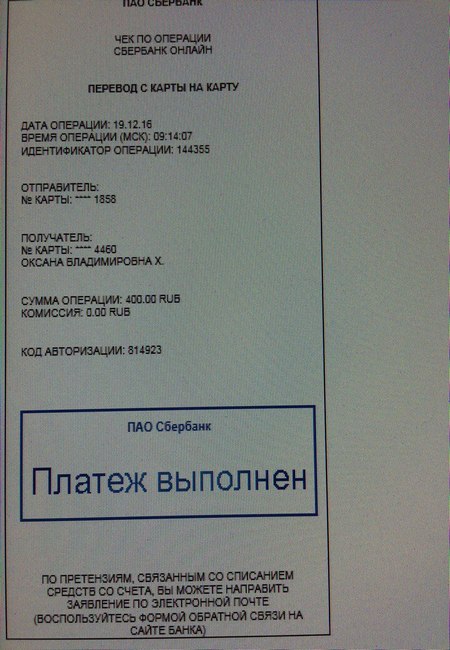 ПАО СБЕРБАНК
ЧЕК ПО ОПЕРАЦИИ
СБЕРБАНК ОНЛАЙН
ПЕРЕВОД С КАРТЫ НА КАРТУ
ДАТА ОПЕРАЦИИ: 19.12.16
ВРЕМЯ ОПЕРАЦИИ (МСК): 09:14:07
ИДЕНТИФИКАТОР ОПЕРАЦИИ: 144355
ОТПРАВИТЕЛЬ:
№ КАРТЫ: **** 1858
ПОЛУЧАТЕЛЬ:
№ КАРТЫ: **** 4460
ОКСАНА ВЛАДИМИРОВНА Х.
СУММА ОПЕРАЦИИ: 400.00 RUB
КОМИССИЯ: 0.00 RUB
КОД АВТОРИЗАЦИИ: 814923
ПАО Сбербанк
Платеж выполнен
ПО ПРЕТЕНЗИЯМ, СВЯЗАННЫМ СО СПИСАНИЕМ
СРЕДСТВ СО СЧЕТА, ВЫ МОЖЕТЕ НАПРАВИТЬ
ЗАЯВЛЕНИЕ ПО ЭЛЕКТРОННОЙ ПОЧТЕ
(ВОСПОЛЬЗУЙТЕСЬ ФОРМОЙ ОБРАТНОЙ СВЯЗИ НА
САЙТЕ БАНКА)